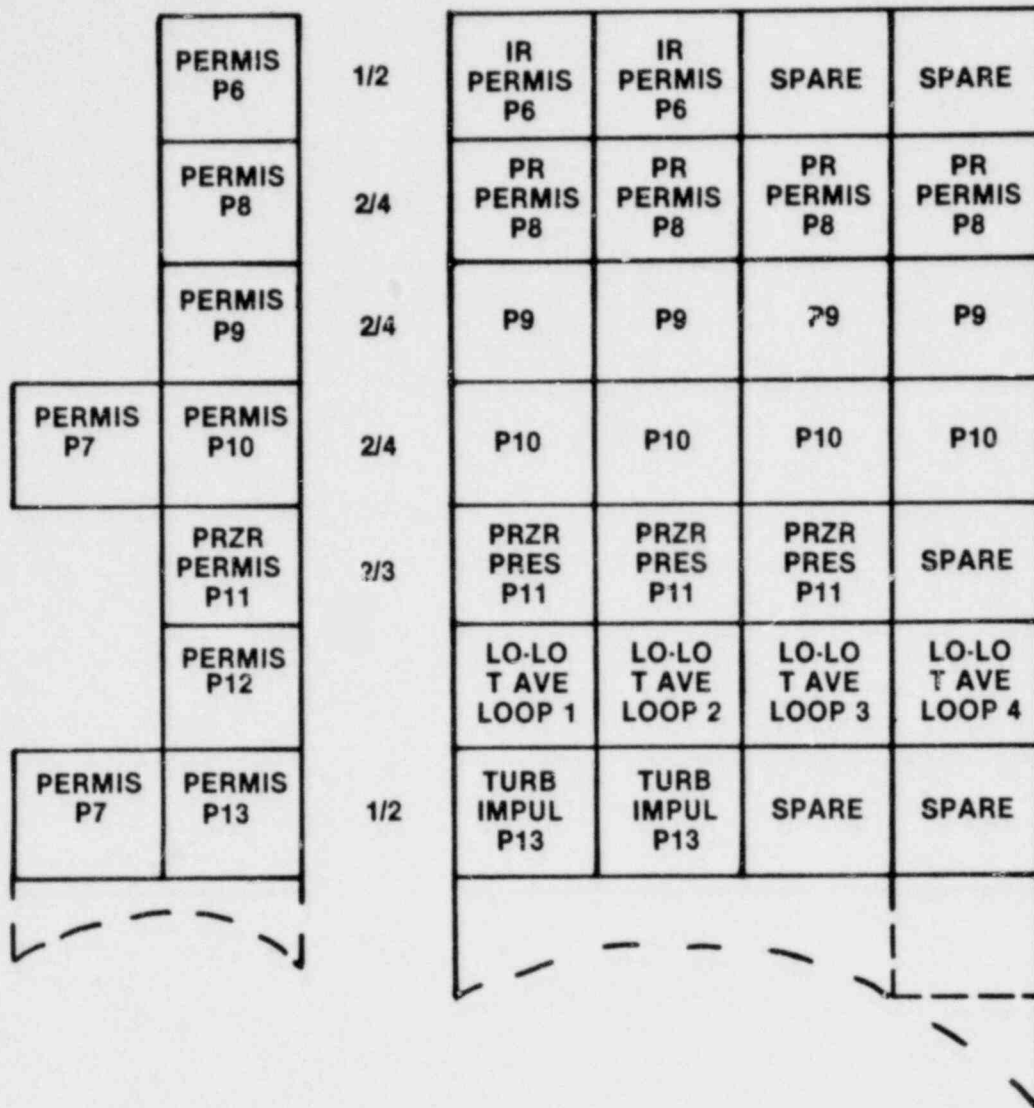 PERMIS
P6
1/2
IR
PERMIS
P6
IR
PERMIS
P6
SPARE
SPARE
PERMIS
P8
2/4
PR
PERMIS
P8
PR
PERMIS
P8
PR
PERMIS
P8
PR
PERMIS
P8
PERMIS
P9
2/4
P9
P9
?9
P9
PERMIS
P7
PERMIS
P10
2/4
P10
P10
P10
P10
PRZR
PERMIS
P11
?/3
PRZR
PRES
P11
PRZR
PRES
P11
PRZR
PRES
P11
SPARE
PERMIS
P12
LO-LO
T AVE
LOOP 1
LO-LO
T AVE
LOOP 2
LO-LO
T AVE
LOOP 3
LO-LO
T AVE
LOOP 4
PERMIS
P7
PERMIS
P13
1/2
TURB
IMPUL
P13
TURB
IMPUL
P13
SPARE
SPARE